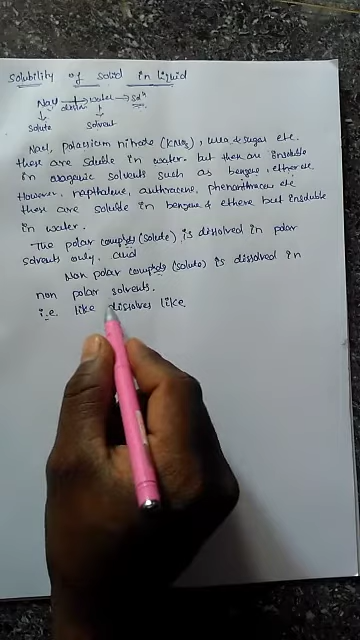 Solubility of solid in liquid
Nacl + water → Soln
distill
Solute Solvent
Nacl, potassium nitrate (KNO3), urea & sugar etc.
these are soluble in water. but these are insoluble
in organic solvents such as benzene, ether etc.
However, napthalene, anthracene, phenanthracen etc
these are soluble in benzene & ethere but insoluble
in water.
The polar compds (solute) is dissolved in polar
solvents only. and
Non polar compds (solute) is dissolved in
non polar solvents.
i.e. like dissolves like